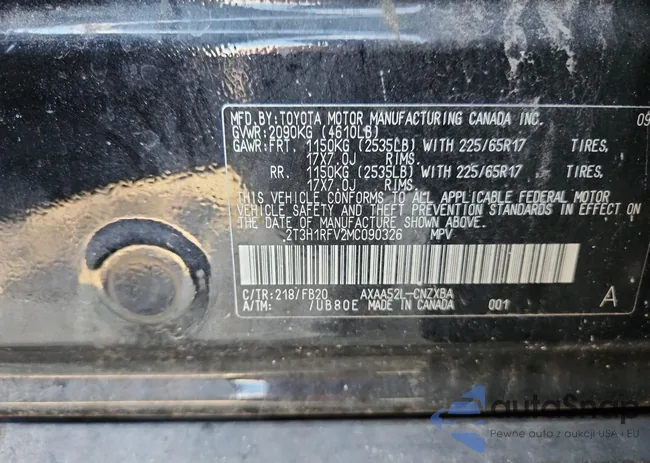 MFD. BY: TOYOTA MOTOR MANUFACTURING CANADA INC. 09
GVWR: 2090KG (4610LB)
GAWR: FRT. 1150KG (2535LB) WITH 225/65R17 TIRES,
17X7.0J RIMS.
RR. 1150KG (2535LB) WITH 225/65R17 TIRES,
17X7.0J RIMS.
THIS VEHICLE CONFORMS TO ALL APPLICABLE FEDERAL MOTOR
VEHICLE SAFETY AND THEFT PREVENTION STANDARDS IN EFFECT
ON THE DATE OF MANUFACTURE SHOWN ABOVE.
2T3H1RFV2MC090326 MPV
C/TR: 218/FB20 AXAA52L-CNZXBA
A/TM: /UB80E MADE IN CANADA 001 A
autoSnap
Pewne auta z aukcji USA i EU